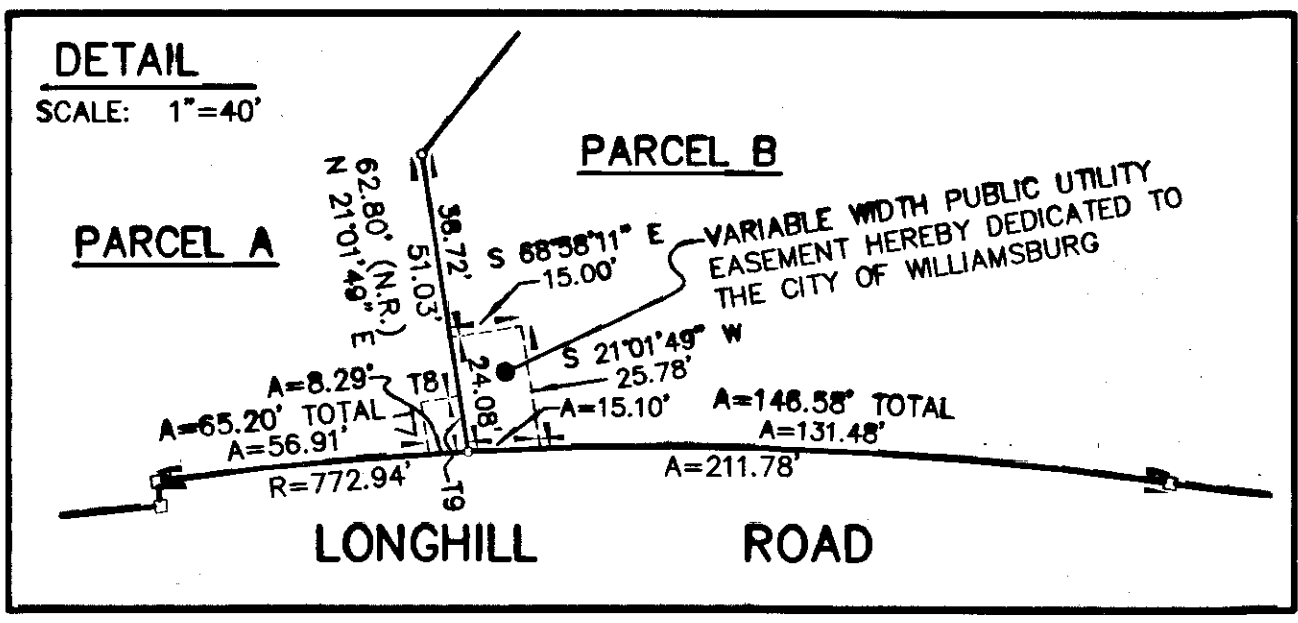 DETAIL
SCALE: 1"=40'
PARCEL B
PARCEL A
62.80' (N.R.)
N 21°01'49" E
38.72'
51.03'
S 68°58'11" E
15.00'
VARIABLE WIDTH PUBLIC UTILITY
EASEMENT HEREBY DEDICATED TO
THE CITY OF WILLIAMSBURG
S 21°01'49" W
25.78'
24.08'
A=8.29'
T8
T7
A=65.20' TOTAL
A=56.91'
R=772.94'
T9
A=15.10'
A=146.58' TOTAL
A=131.48'
A=211.78'
LONGHILL ROAD